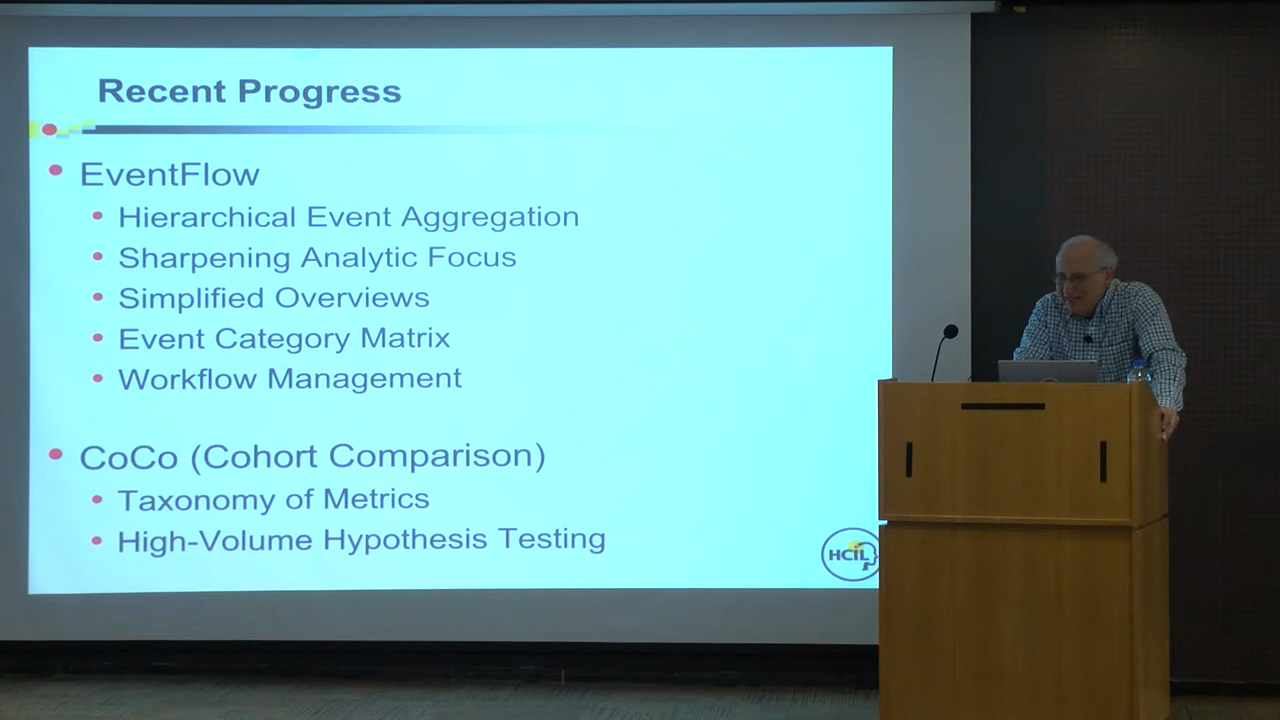 Recent Progress
• EventFlow
• Hierarchical Event Aggregation
• Sharpening Analytic Focus
• Simplified Overviews
• Event Category Matrix
• Workflow Management
• CoCo (Cohort Comparison)
• Taxonomy of Metrics
• High-Volume Hypothesis Testing
HCIL